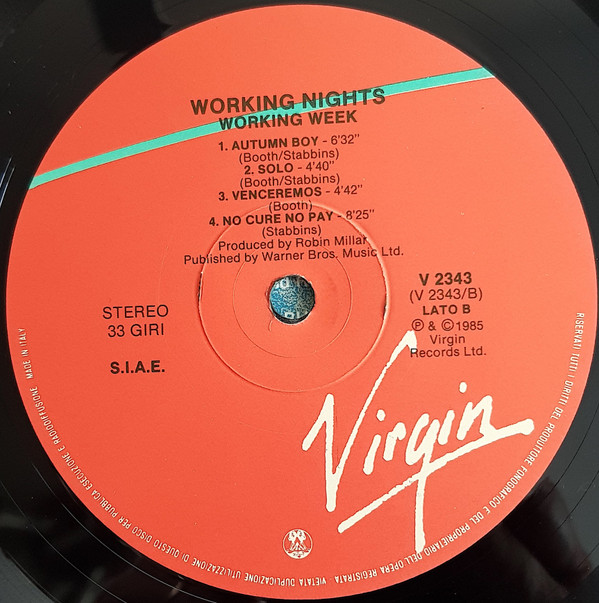 WORKING NIGHTS
WORKING WEEK
1. AUTUMN BOY - 6'32"
(Booth/Stabbins)
2. SOLO - 4'40"
(Booth/Stabbins)
3. VENCEREMOS - 4'42"
(Booth)
4. NO CURE NO PAY - 8'25"
(Stabbins)
Produced by Robin Millar
Published by Warner Bros. Music Ltd.
STEREO
33 GIRI
S.I.A.E.
V 2343
(V 2343/B)
LATO B
Ⓟ & © 1985
Virgin
Records Ltd.
Virgin
RISERVATI TUTTI I DIRITTI DEL PRODUTTORE FONOGRAFICO E DEL PROPRIETARIO DELL'OPERA REGISTRATA VIETATA DUPLICAZIONE UTILIZZAZIONE DI QUESTO DISCO PER PUBBLICA ESECUZIONE E RADIODIFFUSIONE MADE IN ITALY